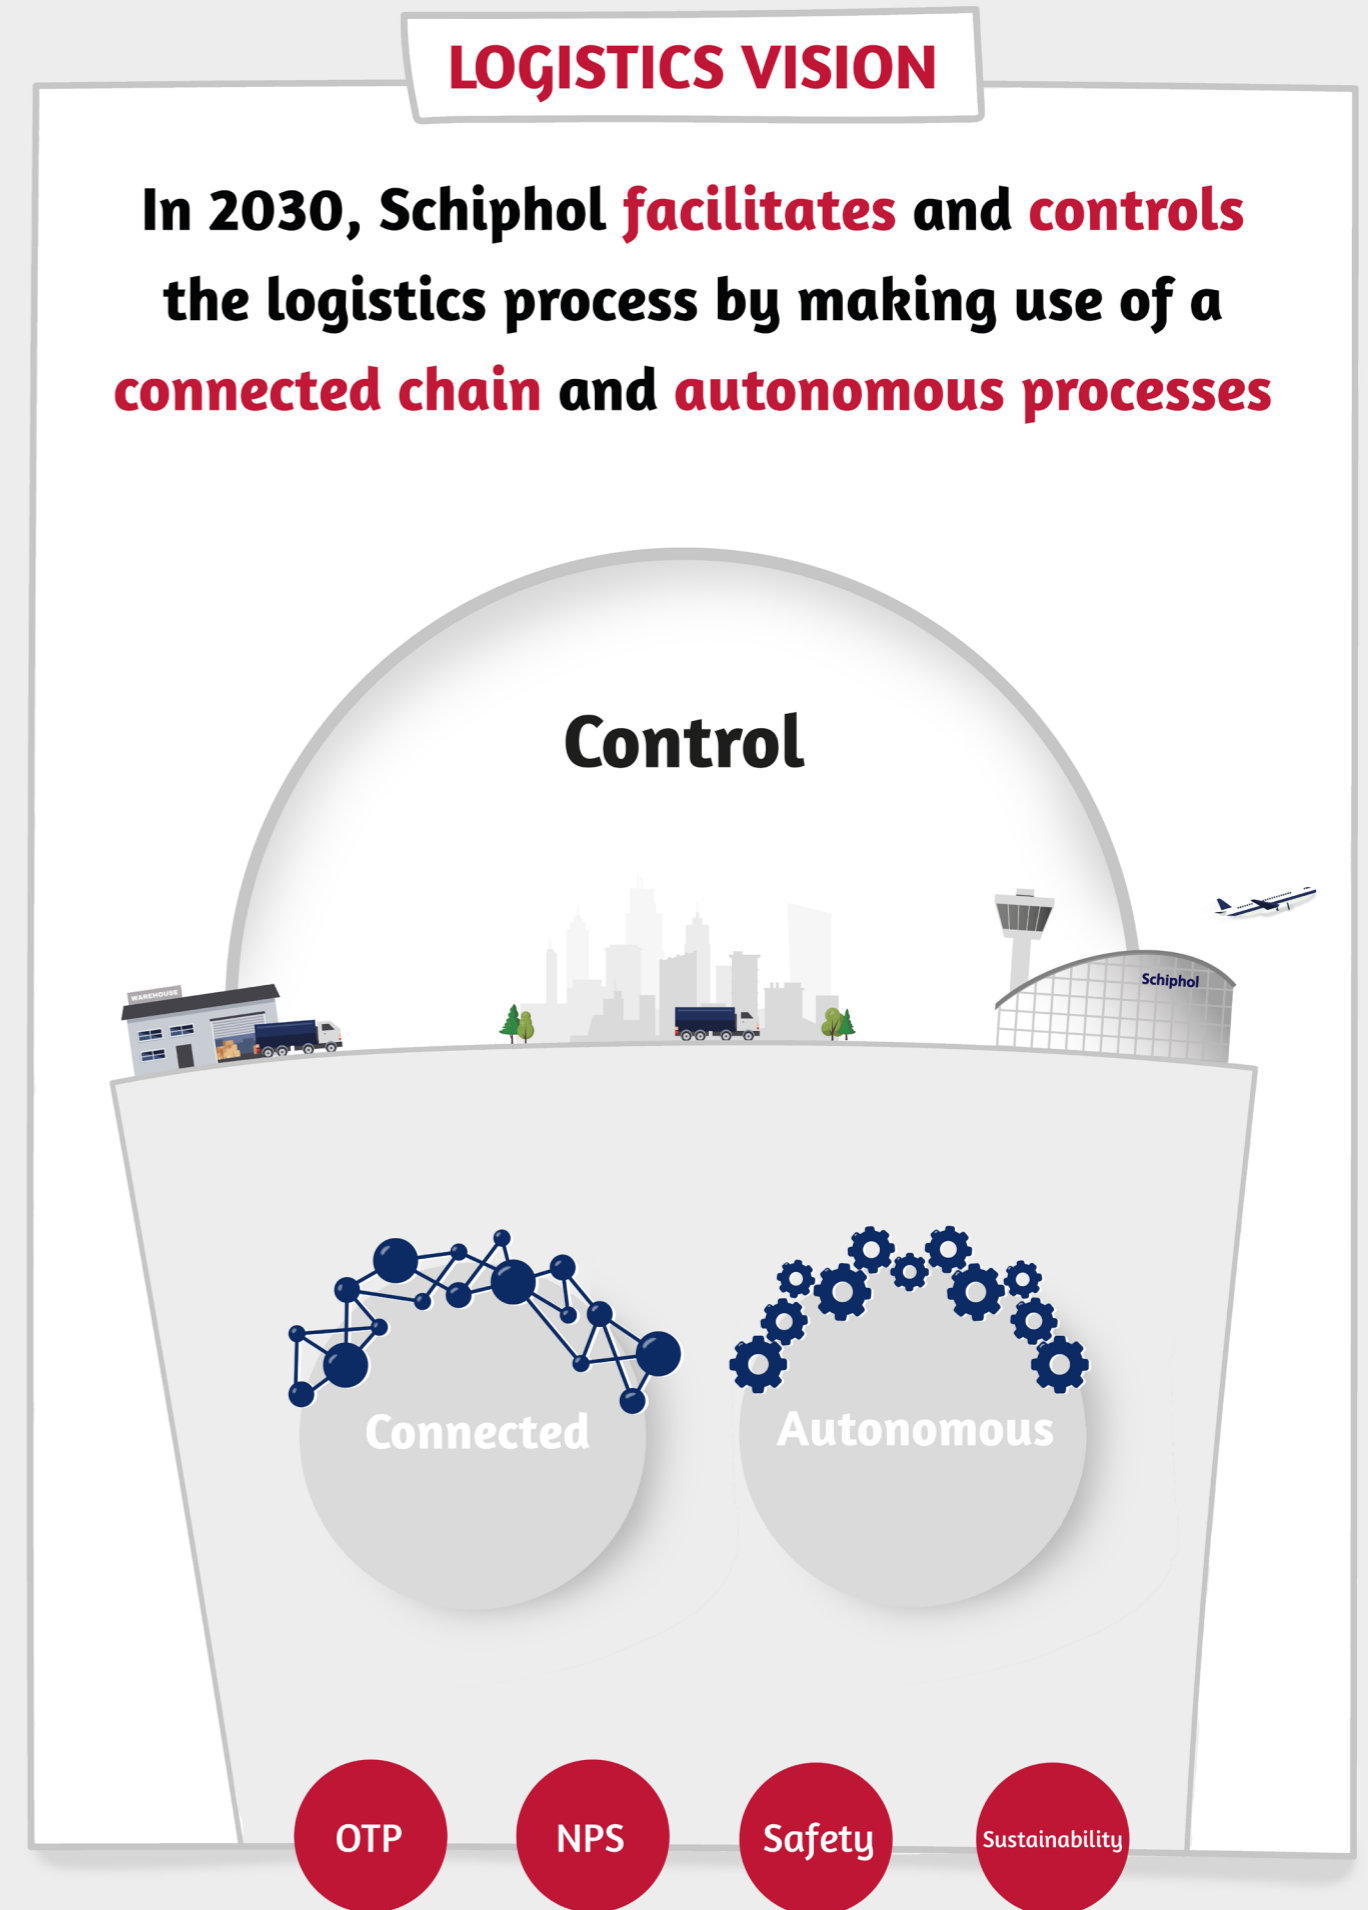 LOGISTICS VISION
In 2030, Schiphol facilitates and controls
the logistics process by making use of a
connected chain and autonomous processes
Control
WAREHOUSE
Schiphol
Connected
Autonomous
OTP
NPS
Safety
Sustainability